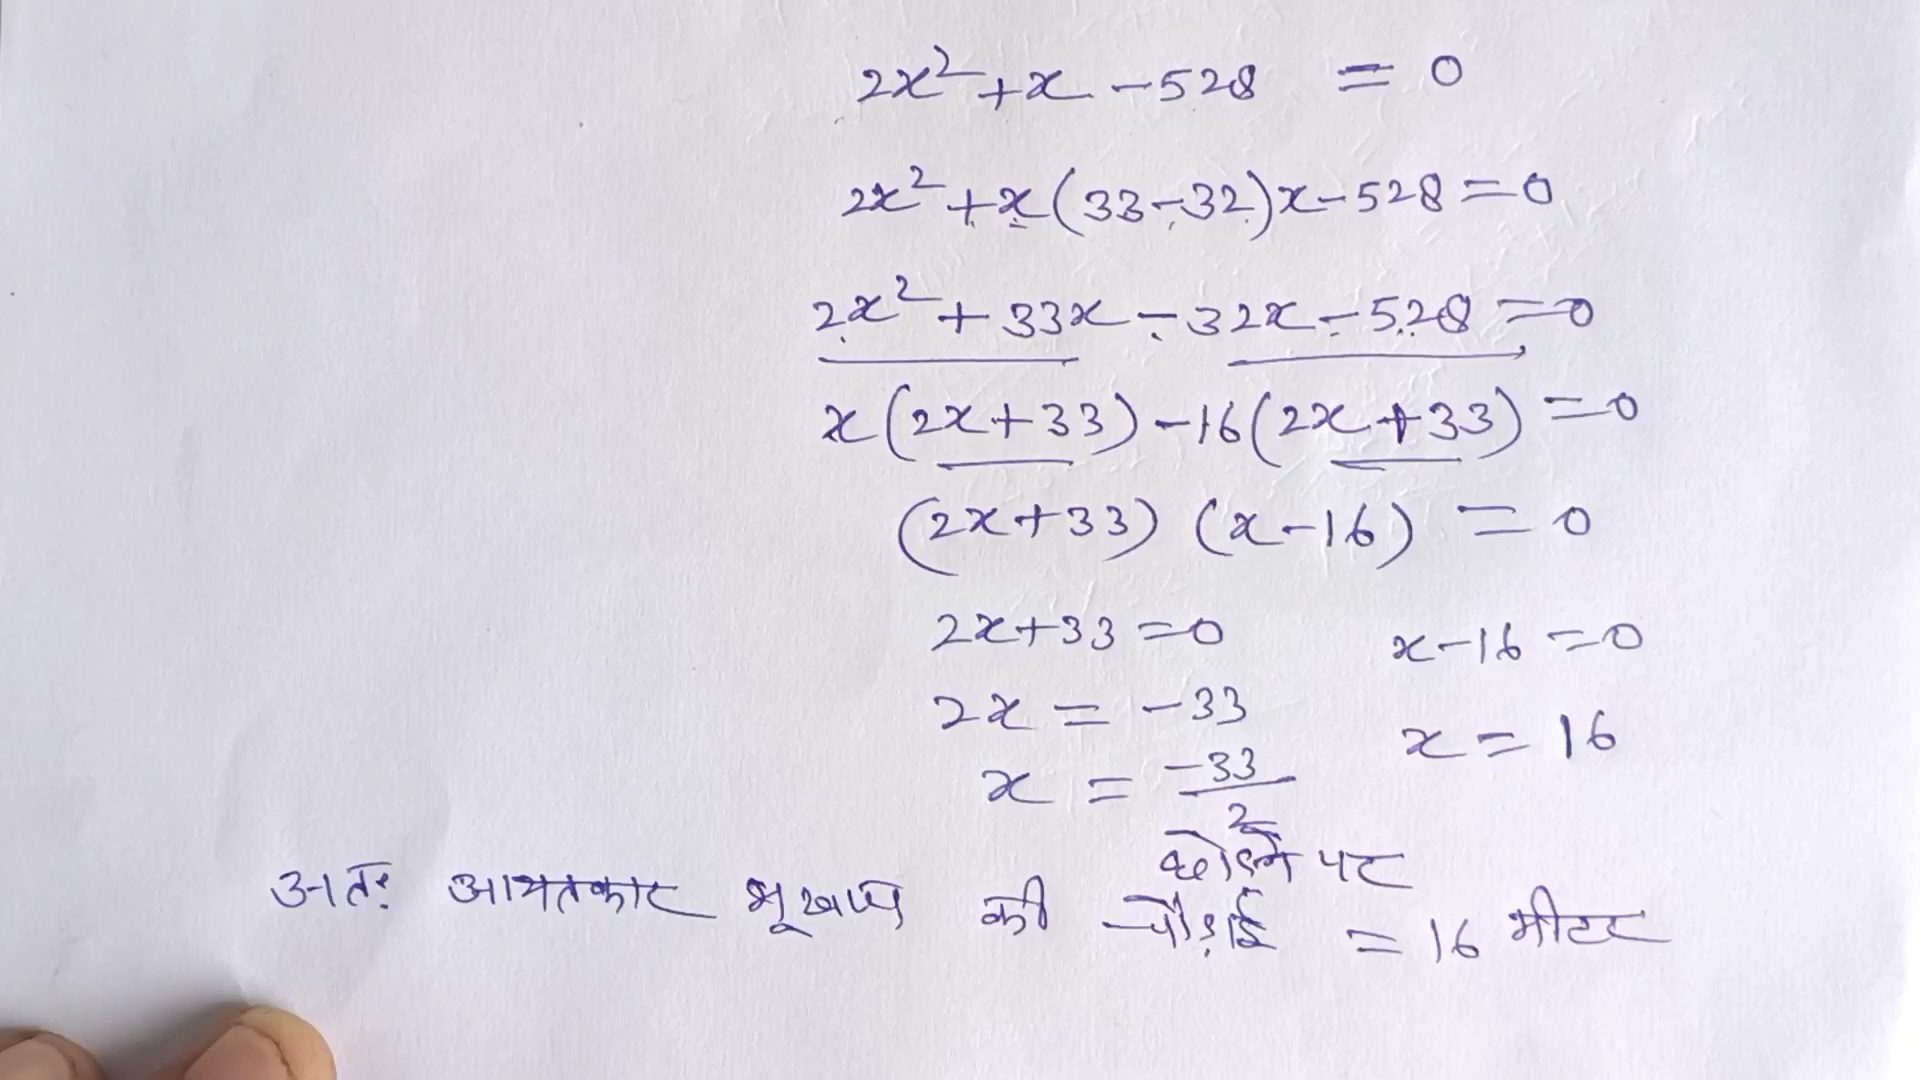 2x² + x - 528 = 0
2x² + x(33-32)x - 528 = 0
2x² + 33x - 32x - 528 = 0
x(2x+33) - 16(2x+33) = 0
(2x+33) (x-16) = 0
2x+33 = 0 x-16 = 0
2x = -33 x = 16
x = -33/2
छोड़ने पर
अतः आयतकार भूखण्ड की चौड़ाई = 16 मीटर